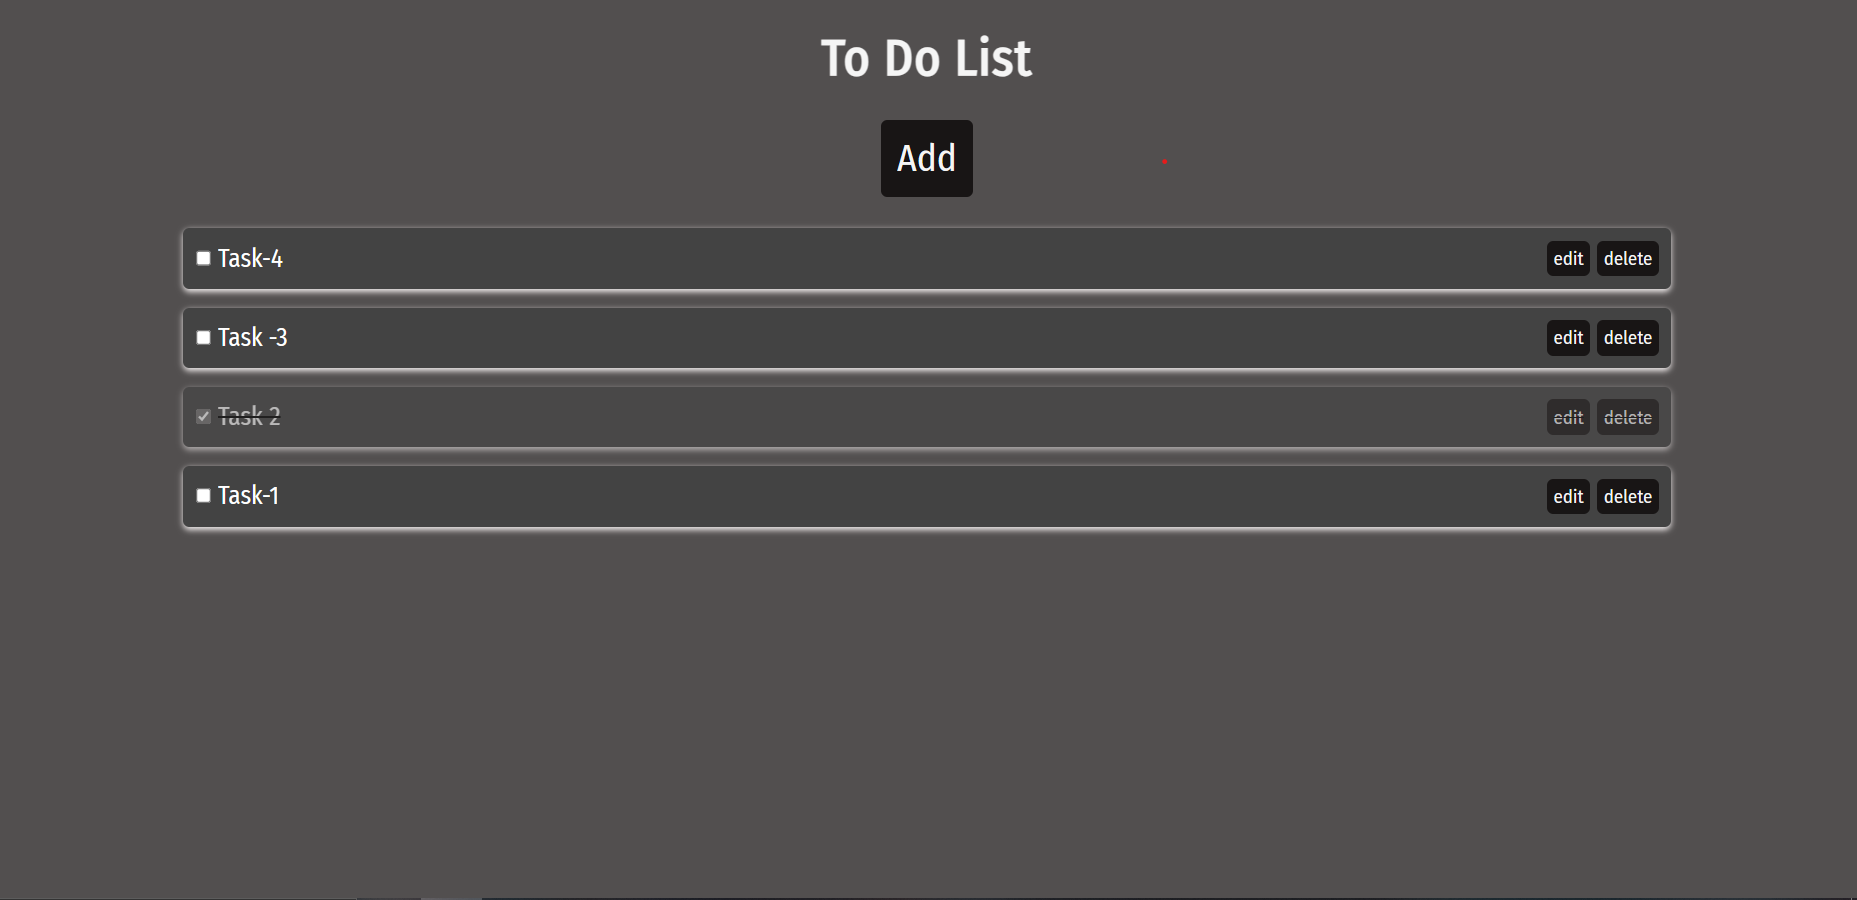 To Do List
Add
Task-4 edit delete
Task -3 edit delete
Task 2 edit delete
Task-1 edit delete